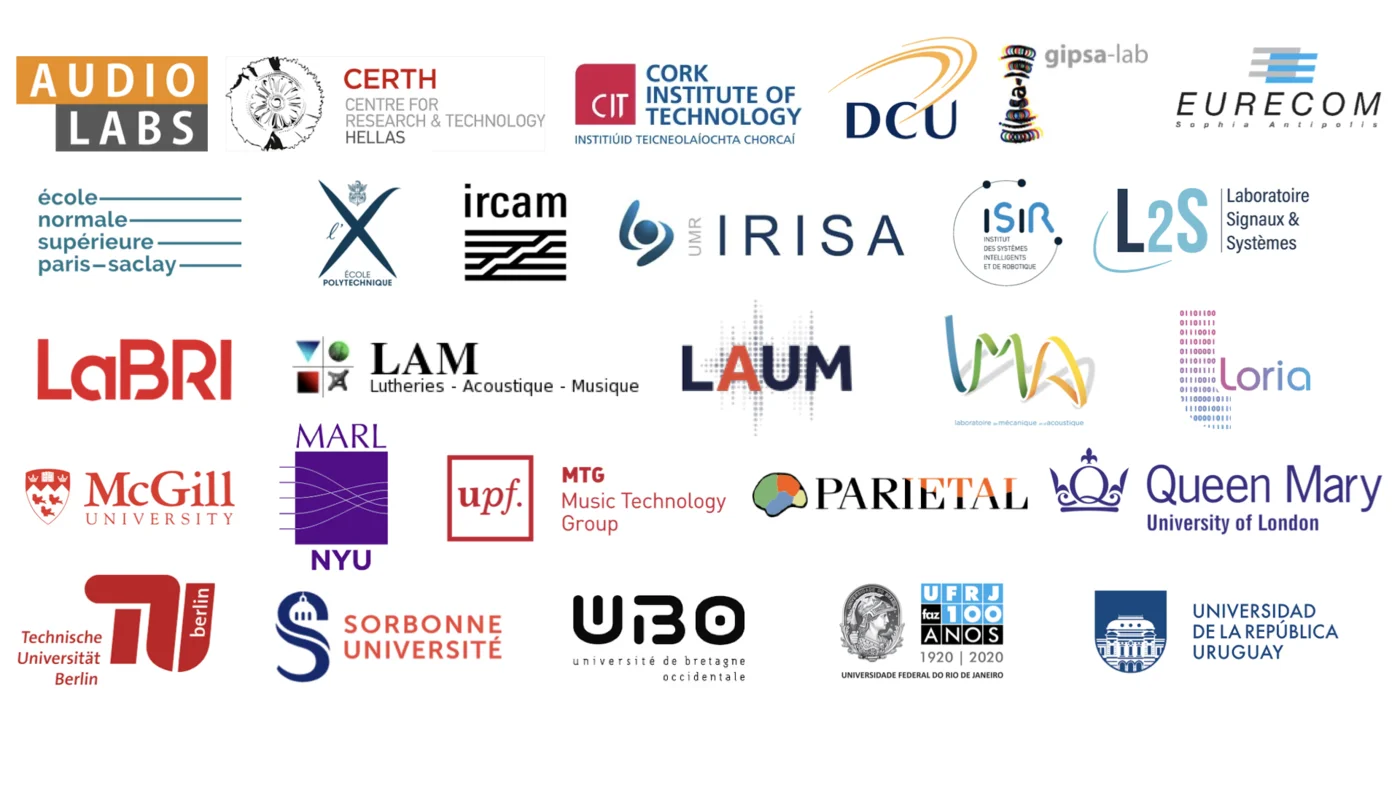 AUDIO
LABS
CERTH
CENTRE FOR
RESEARCH & TECHNOLOGY
HELLAS
CIT
CORK
INSTITUTE OF
TECHNOLOGY
INSTITIÚID TEICNEOLAÍOCHTA CHORCAÍ
DCU
gipsa-lab
EURECOM
Sophia Antipolis
école
normale
supérieure
paris–saclay
l'X
ÉCOLE
POLYTECHNIQUE
ircam
UMR
IRISA
ISIR
INSTITUT
DES SYSTÈMES
INTELLIGENTS
ET DE ROBOTIQUE
L2S
Laboratoire
Signaux &
Systèmes
LaBRI
LAM
Lutheries - Acoustique - Musique
LAUM
LMA
laboratoire de mécanique et d'acoustique
Loria
McGill
UNIVERSITY
MARL
NYU
upf.
MTG
Music Technology
Group
PARIETAL
Queen Mary
University of London
Technische
Universität
Berlin
berlin
SORBONNE
UNIVERSITÉ
UBO
université de bretagne
occidentale
UFRJ
faz 100
ANOS
1920 | 2020
UNIVERSIDADE FEDERAL DO RIO DE JANEIRO
UNIVERSIDAD
DE LA REPÚBLICA
URUGUAY